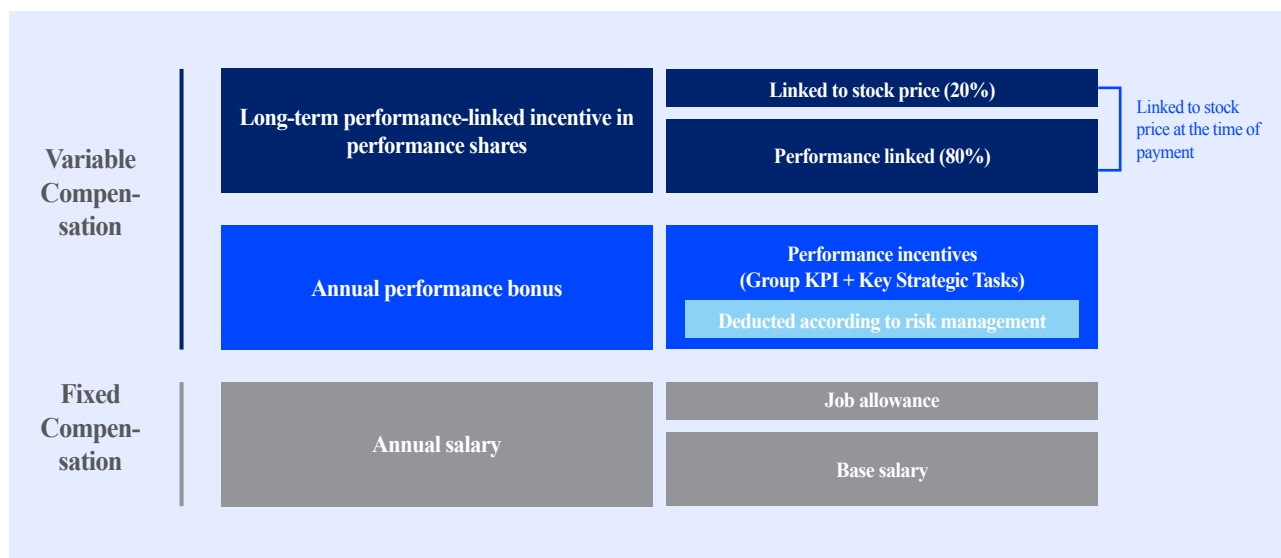 Variable
Compen-
sation
Long-term performance-linked incentive in
performance shares
Linked to stock price (20%)
Performance linked (80%)
Linked to stock
price at the time of
payment
Annual performance bonus
Performance incentives
(Group KPI + Key Strategic Tasks)
Deducted according to risk management
Fixed
Compen-
sation
Annual salary
Job allowance
Base salary